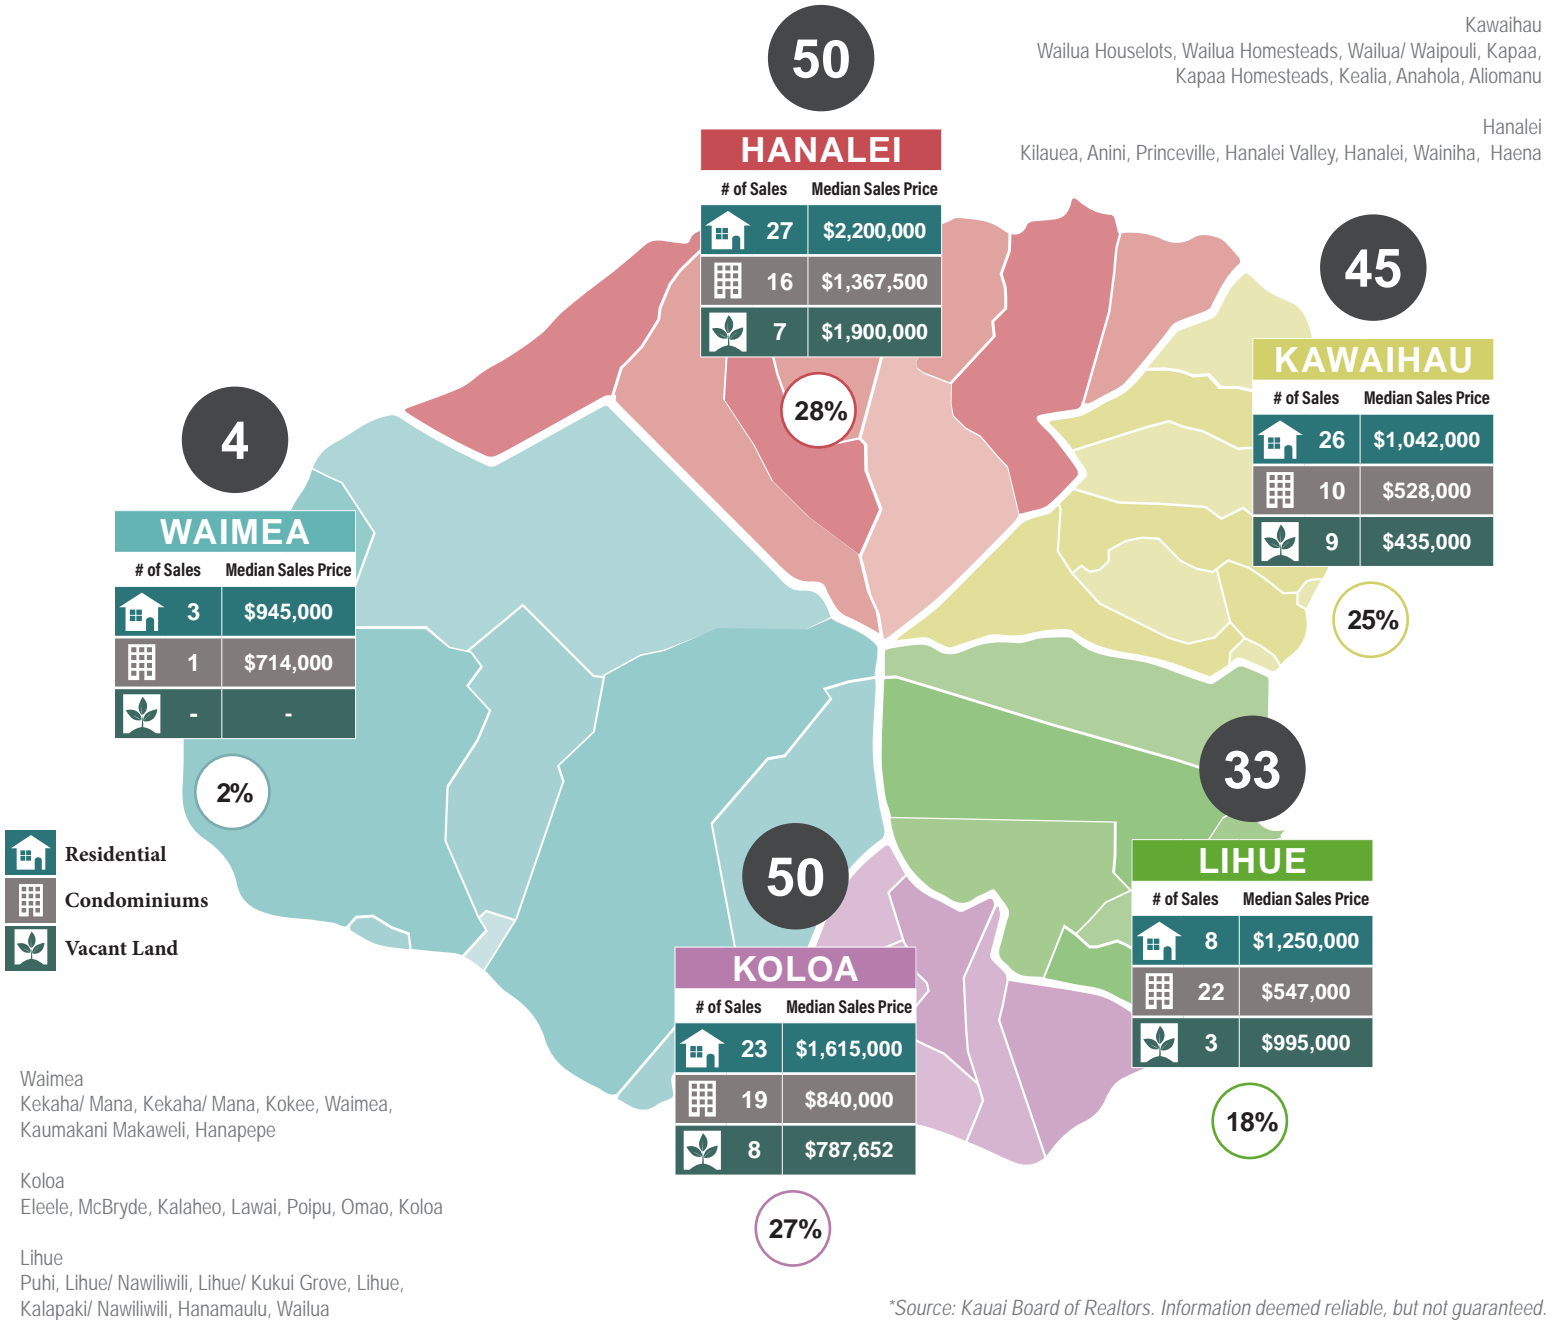 Kawaihau
Wailua Houselots, Wailua Homesteads, Wailua/ Waipouli, Kapaa,
Kapaa Homesteads, Kealia, Anahola, Aliomanu
Hanalei
Kilauea, Anini, Princeville, Hanalei Valley, Hanalei, Wainiha, Haena
50
HANALEI
# of Sales Median Sales Price
27 $2,200,000
16 $1,367,500
7 $1,900,000
28%
45
KAWAIHAU
# of Sales Median Sales Price
26 $1,042,000
10 $528,000
9 $435,000
25%
4
WAIMEA
# of Sales Median Sales Price
3 $945,000
1 $714,000
- -
2%
Residential
Condominiums
Vacant Land
50
KOLOA
# of Sales Median Sales Price
23 $1,615,000
19 $840,000
8 $787,652
27%
33
LIHUE
# of Sales Median Sales Price
8 $1,250,000
22 $547,000
3 $995,000
18%
Waimea
Kekaha/ Mana, Kekaha/ Mana, Kokee, Waimea,
Kaumakani Makaweli, Hanapepe
Koloa
Eleele, McBryde, Kalaheo, Lawai, Poipu, Omao, Koloa
Lihue
Puhi, Lihue/ Nawiliwili, Lihue/ Kukui Grove, Lihue,
Kalapaki/ Nawiliwili, Hanamaulu, Wailua
*Source: Kauai Board of Realtors. Information deemed reliable, but not guaranteed.